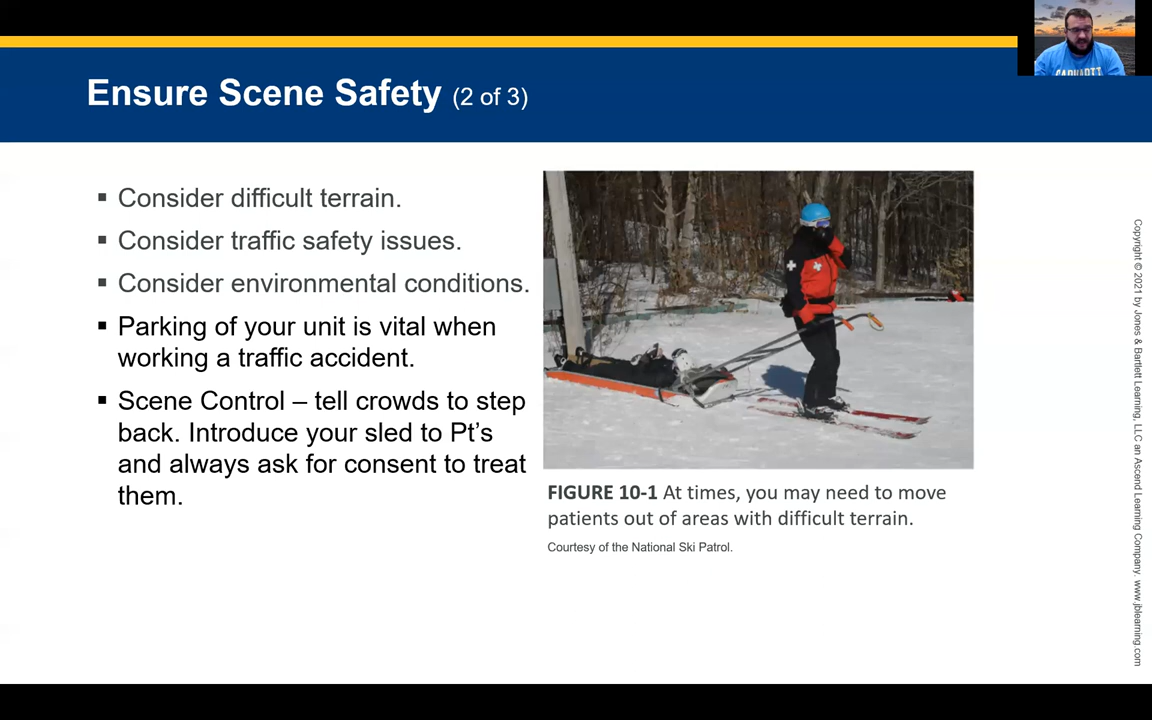 Ensure Scene Safety (2 of 3)
▪ Consider difficult terrain.
▪ Consider traffic safety issues.
▪ Consider environmental conditions.
▪ Parking of your unit is vital when
working a traffic accident.
▪ Scene Control – tell crowds to step
back. Introduce your sled to Pt’s
and always ask for consent to treat
them.
FIGURE 10-1 At times, you may need to move
patients out of areas with difficult terrain.
Courtesy of the National Ski Patrol.
Copyright © 2021 by Jones & Bartlett Learning, LLC an Ascend Learning Company. www.jblearning.com
CARHARTT